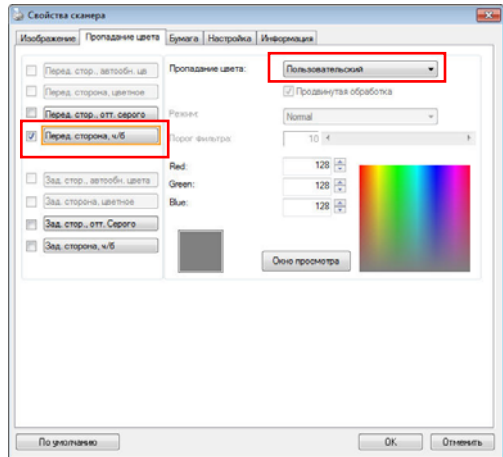 Свойства сканера
Изображение Пропадание цвета Бумага Настройка Информация
Перед. стор., автообн. цв
Перед. сторона, цветное
Перед. стор., отт. серого
Перед. сторона, ч/б
Зад. стор., автообн. цвета
Зад. сторона, цветное
Зад. стор., отт. Серого
Зад. сторона, ч/б
Пропадание цвета: Пользовательский
Продвинутая обработка
Режим: Normal
Порог Фильтра: 10
Red: 128
Green: 128
Blue: 128
Окно просмотра
По умолчанию OK Отменить